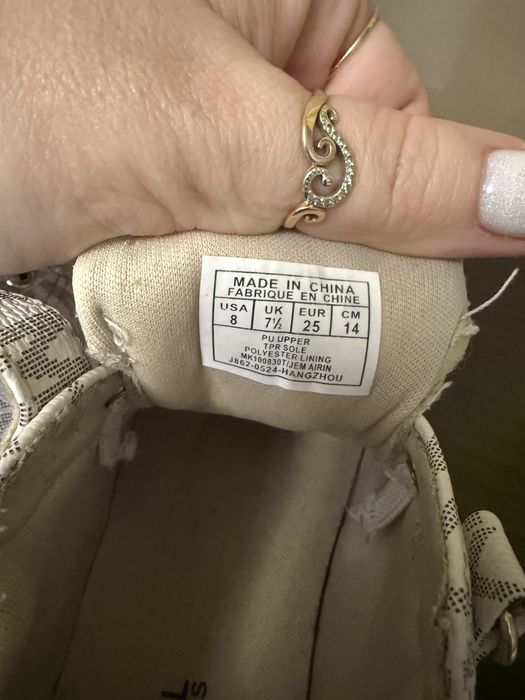 MADE IN CHINA
FABRIQUE EN CHINE
USA UK EUR CM
8 7½ 25 14
PU UPPER
TPR SOLE
POLYESTER LINING
MK100830T/JEM AIRIN
J862-0524-HANGZHOU